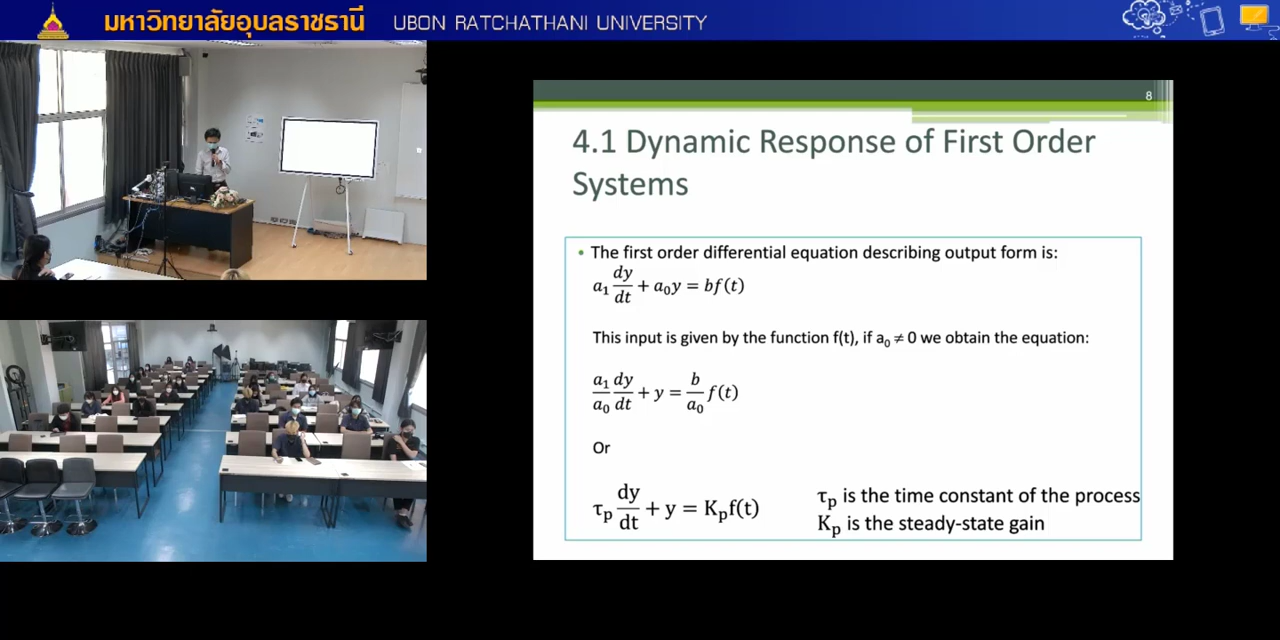 มหาวิทยาลัยอุบลราชธานี UBON RATCHATHANI UNIVERSITY
8
4.1 Dynamic Response of First Order
Systems
• The first order differential equation describing output form is:
a₁ dy/dt + a₀y = bf(t)
This input is given by the function f(t), if a₀ ≠ 0 we obtain the equation:
a₁/a₀ dy/dt + y = b/a₀ f(t)
Or
τₚ dy/dt + y = Kₚf(t)
τₚ is the time constant of the process
Kₚ is the steady-state gain